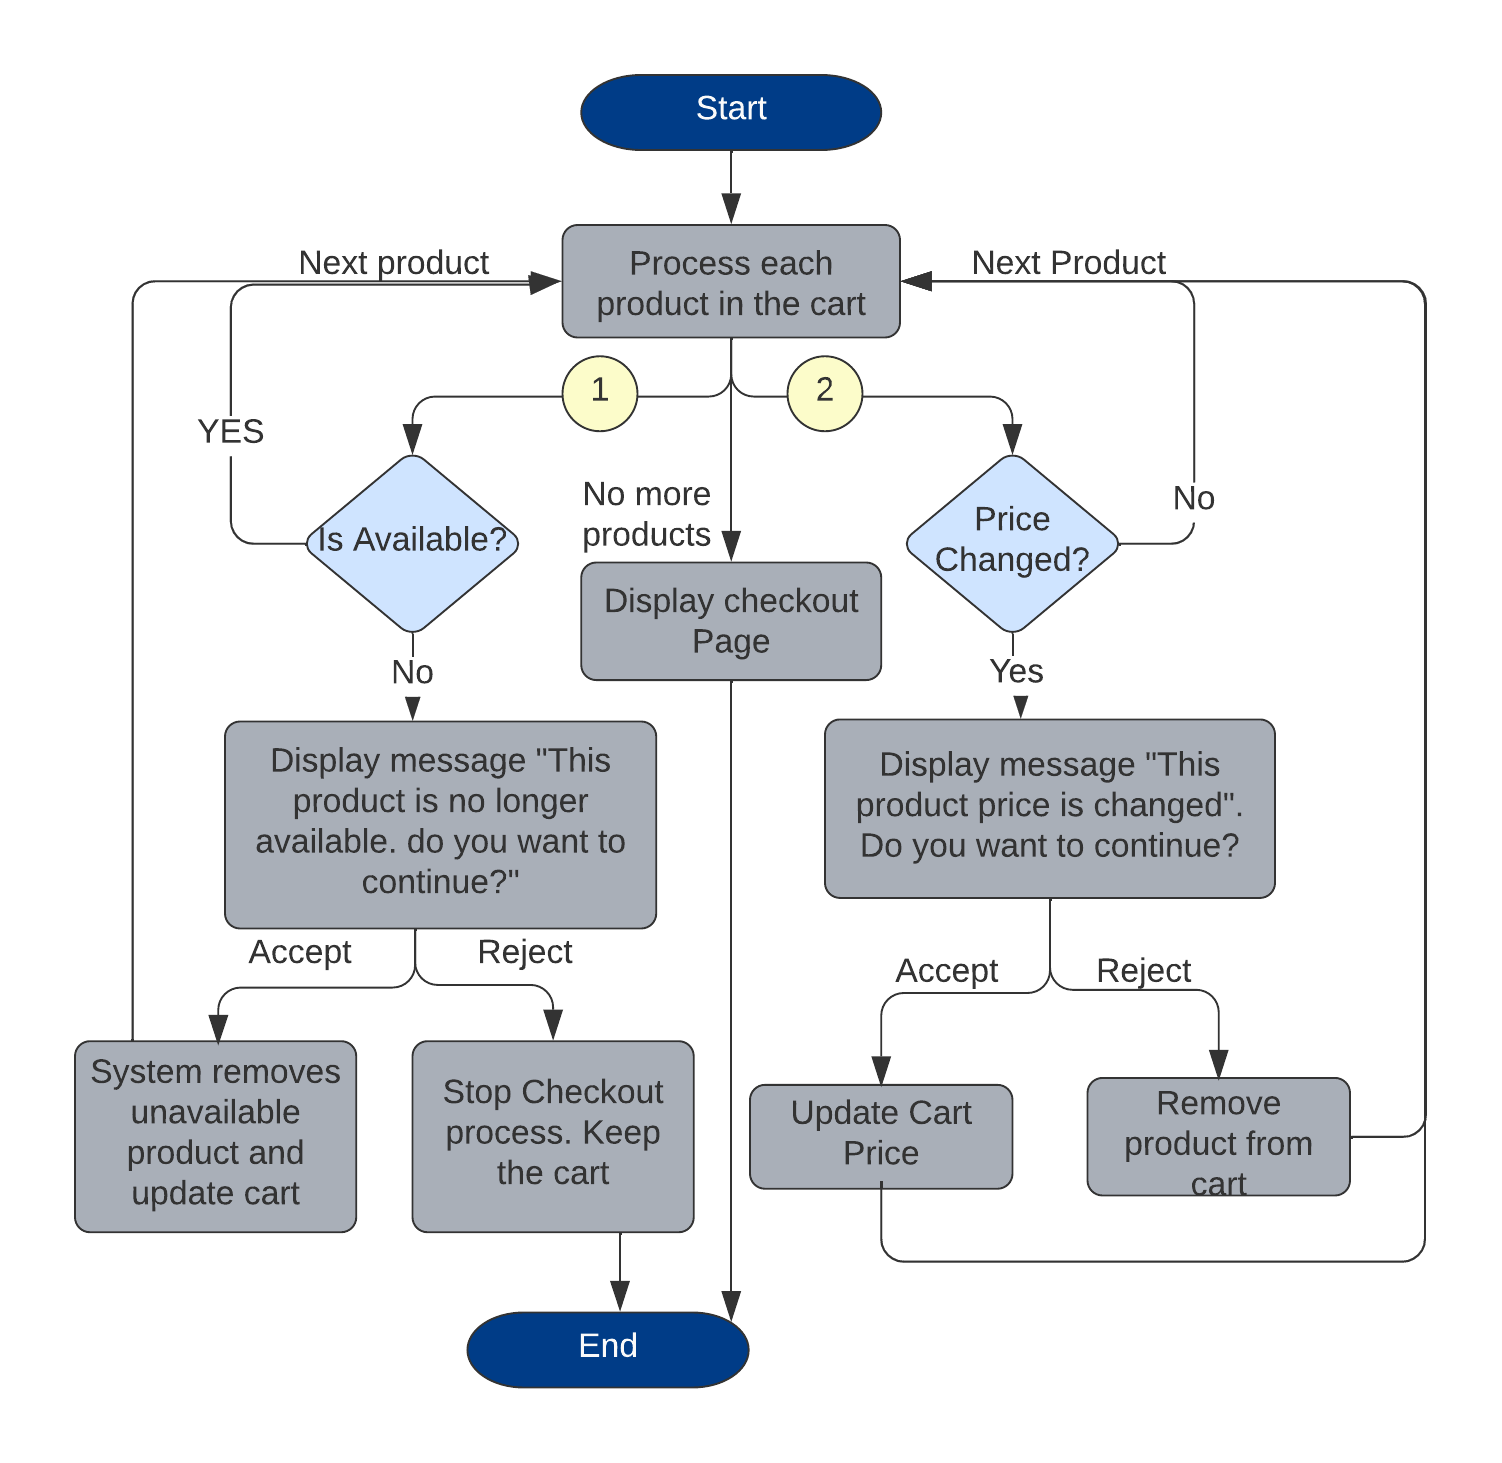 Start
Next product
Process each
product in the cart
Next Product
1
2
YES
Is Available?
No more
products
Price
Changed?
No
Display checkout
Page
No
Yes
Display message "This
product is no longer
available. do you want to
continue?"
Display message "This
product price is changed".
Do you want to continue?
Accept
Reject
Accept
Reject
System removes
unavailable
product and
update cart
Stop Checkout
process. Keep
the cart
Update Cart
Price
Remove
product from
cart
End